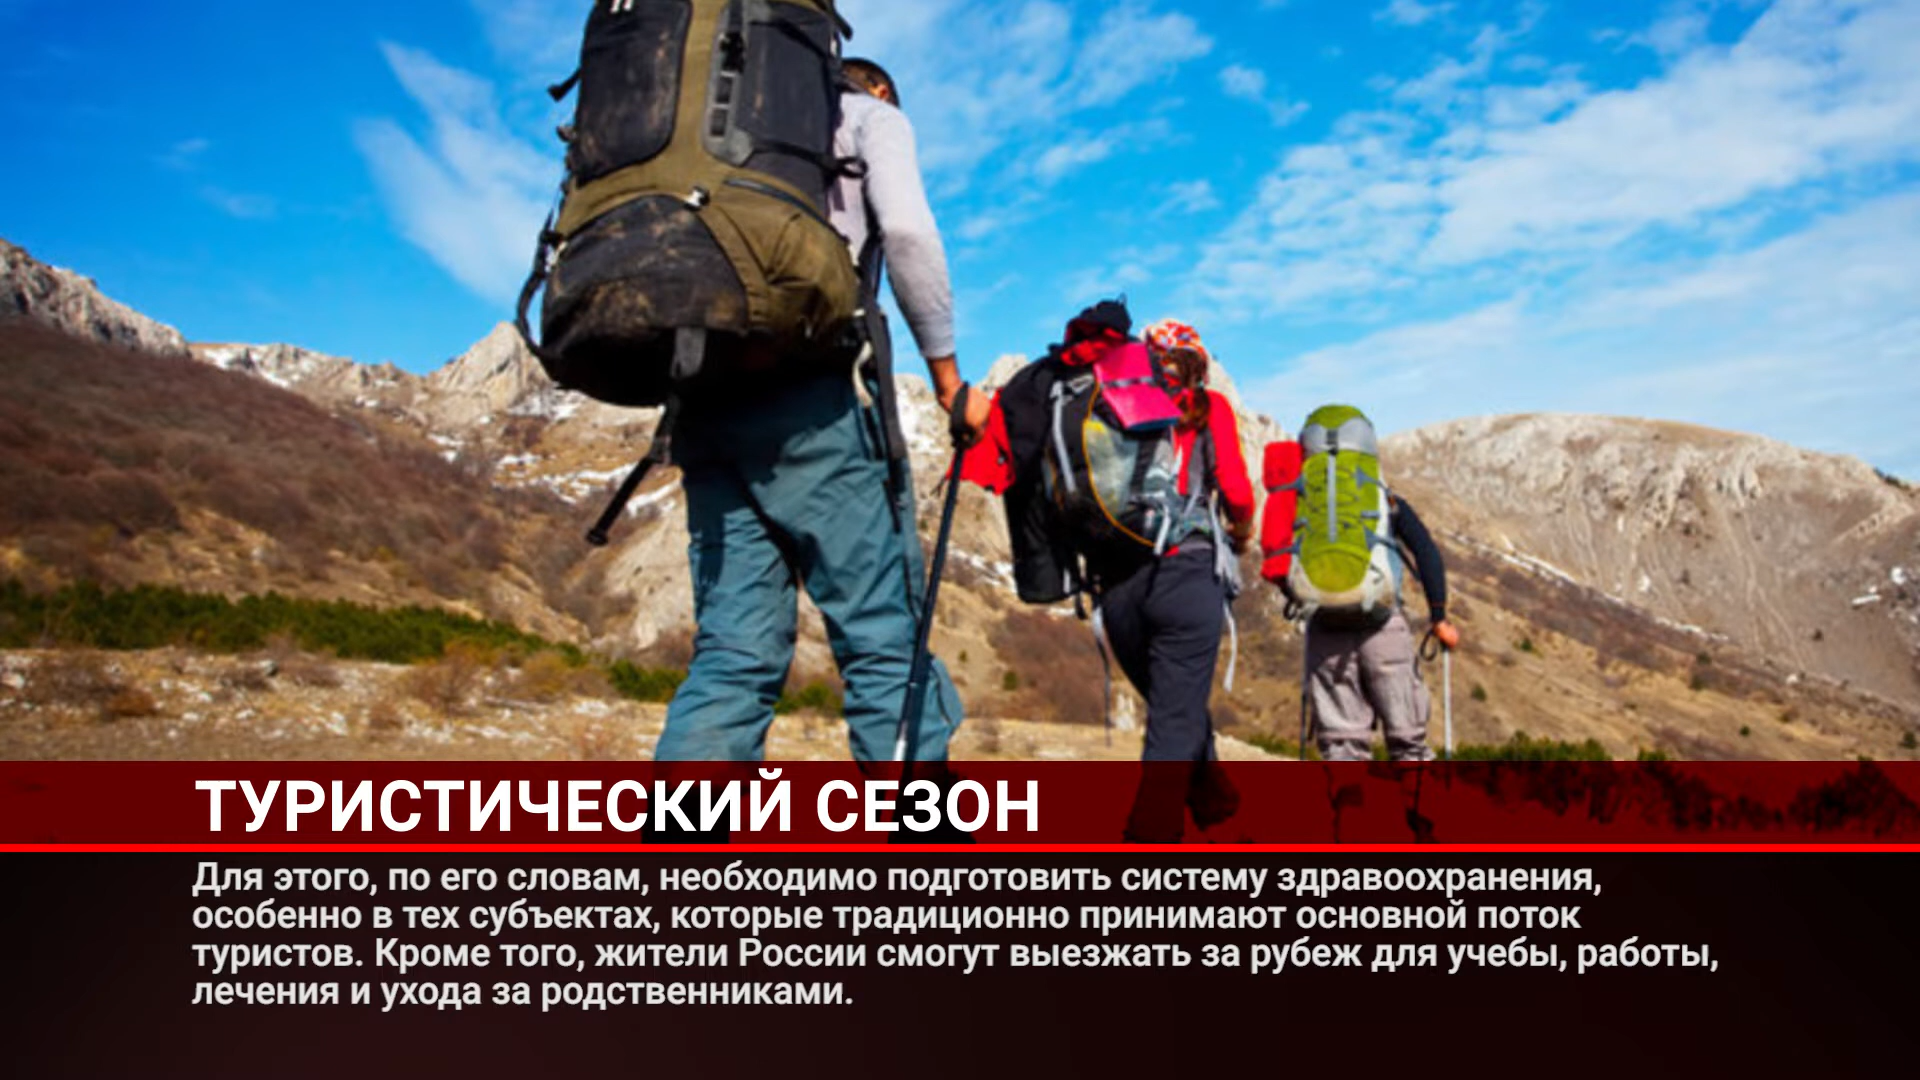 ТУРИСТИЧЕСКИЙ СЕЗОН
Для этого, по его словам, необходимо подготовить систему здравоохранения,
особенно в тех субъектах, которые традиционно принимают основной поток
туристов. Кроме того, жители России смогут выезжать за рубеж для учебы, работы,
лечения и ухода за родственниками.